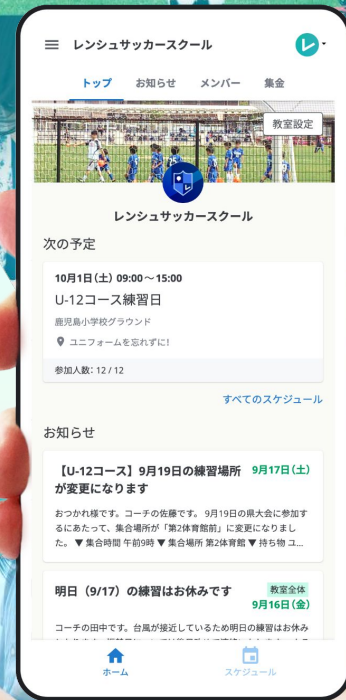 レンシュサッカースクール
トップ お知らせ メンバー 集金
教室設定
レンシュサッカースクール
次の予定
10月1日(土) 09:00～15:00
U-12コース練習日
鹿児島小学校グラウンド
ユニフォームを忘れずに!
参加人数: 12 / 12
すべてのスケジュール
お知らせ
【U-12コース】9月19日の練習場所 9月17日(土)
が変更になります
おつかれ様です。コーチの佐藤です。 9月19日の県大会に参加す
るにあたって、集合場所が「第2体育館前」に変更になりまし
た。 ▼ 集合時間 午前9時 ▼ 集合場所 第2体育館 ▼ 持ち物 ユ...
明日（9/17）の練習はお休みです 教室全体
9月16日(金)
コーチの田中です。台風が接近しているため明日の練習はお休み
ホーム スケジュール